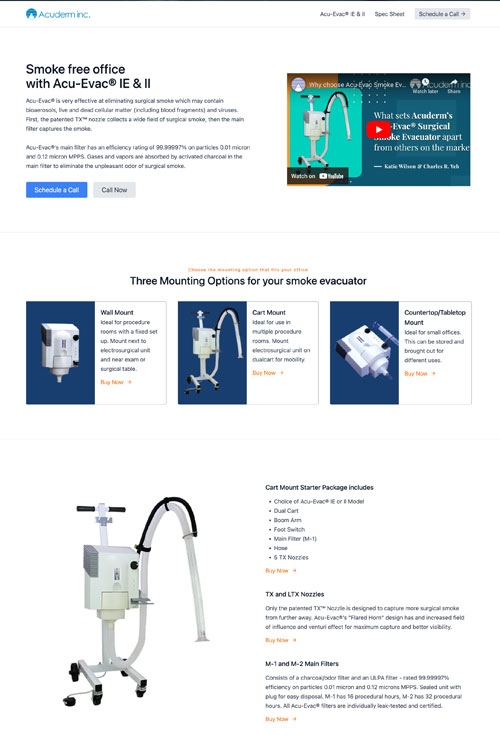 Acuderm inc.
Acu-Evac® IE & II
Spec Sheet
Schedule a Call →
Smoke free office
with Acu-Evac® IE & II
Acu-Evac® is very effective at eliminating surgical smoke which may contain
bioaerosols, live and dead cellular matter (including blood fragments) and viruses.
First, the patented TX™ nozzle collects a wide field of surgical smoke, then the main
filter captures the smoke.
Acu-Evac®'s main filter has an efficiency rating of 99.99997% on particles 0.01 micron
and 0.12 micron MPPS. Gases and vapors are absorbed by activated charcoal in the
main filter to eliminate the unpleasant odor of surgical smoke.
Schedule a Call
Call Now
Why choose Acu-Evac Smoke Ev...
Watch later
Share
What sets Acuderm's
Acu-Evac® Surgical
Smoke Evacuator apart
from others on the marke
Katie Wilson & Charles R. Yeh
Watch on YouTube
Choose the mounting option that fits your office
Three Mounting Options for your smoke evacuator
Wall Mount
Ideal for procedure
rooms with a fixed set
up. Mount next to
electrosurgical unit
and near exam or
surgical table.
Buy Now →
Cart Mount
Ideal for use in
multiple procedure
rooms. Mount
electrosurgical unit on
dualcart for mobility.
Buy Now →
Countertop/Tabletop
Mount
Ideal for small offices.
This can be stored and
brought out for
different uses.
Buy Now →
Cart Mount Starter Package includes
• Choice of Acu-Evac® IE or II Model
• Dual Cart
• Boom Arm
• Foot Switch
• Main Filter (M-1)
• Hose
• 5 TX Nozzles
Buy Now →
TX and LTX Nozzles
Only the patented TX™ Nozzle is designed to capture more surgical smoke
from further away. Acu-Evac®'s "Flared Horn" design has and increased field
of influence and venturi effect for maximum capture and better visibility.
Buy Now →
M-1 and M-2 Main Filters
Consists of a charcoal/odor filter and an ULPA filter - rated 99.99997%
efficiency on particles 0.01 micron and 0.12 microns MPPS. Sealed unit with
plug for easy disposal. M-1 has 16 procedural hours, M-2 has 32 procedural
hours. All Acu-Evac® filters are individually leak-tested and certified.
Buy Now →